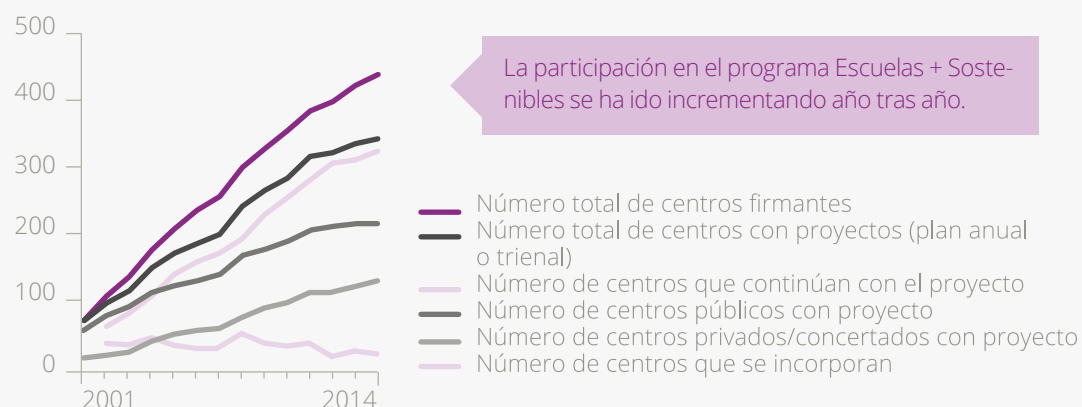 500
400
300
200
100
0
2001
2014
La participación en el programa Escuelas + Soste-
nibles se ha ido incrementando año tras año.
Número total de centros firmantes
Número total de centros con proyectos (plan anual
o trienal)
Número de centros que continúan con el proyecto
Número de centros públicos con proyecto
Número de centros privados/concertados con proyecto
Número de centros que se incorporan